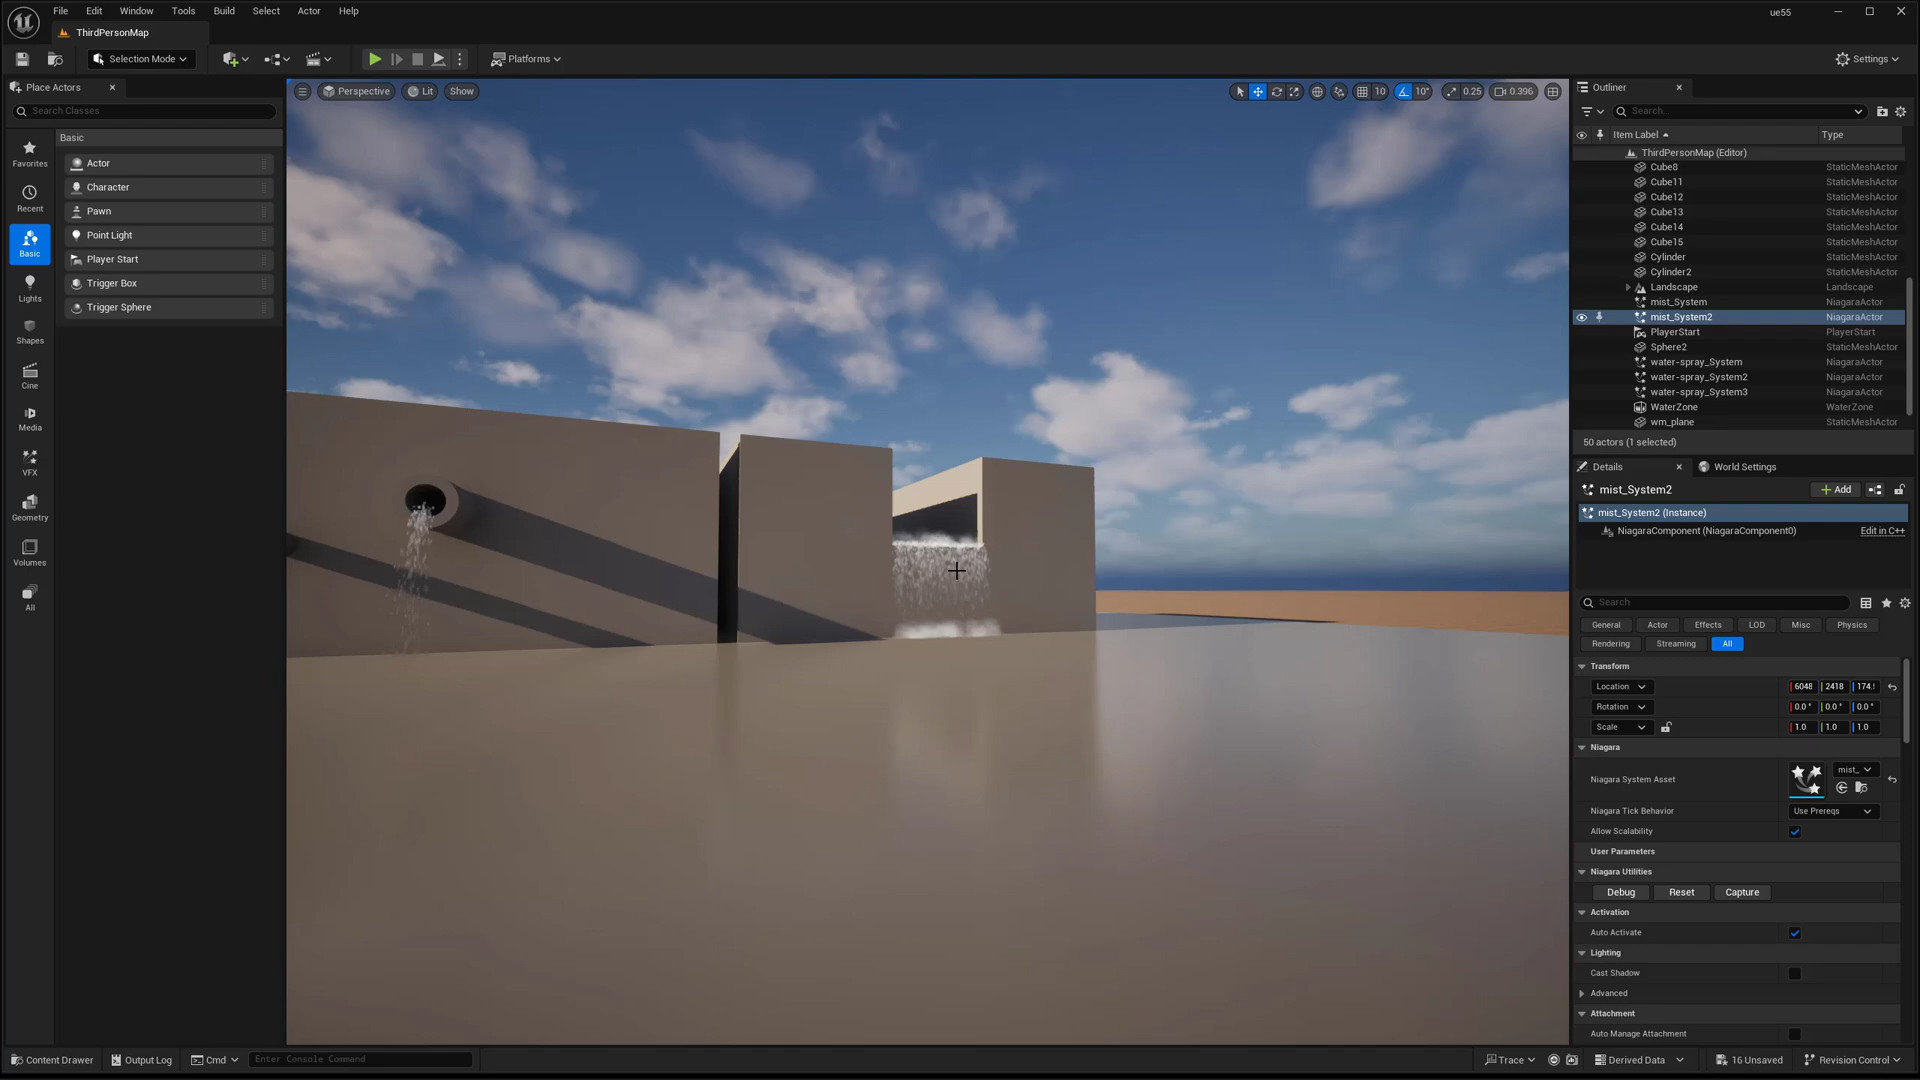 File Edit Window Tools Build Select Actor Help
ue55
ThirdPersonMap
Selection Mode
Platforms
Settings
Place Actors
Search Classes
Favorites
Recent
Basic
Lights
Shapes
Cine
Media
VFX
Geometry
Volumes
All
Basic
Actor
Character
Pawn
Point Light
Player Start
Trigger Box
Trigger Sphere
Perspective Lit Show
10 10° 0.25 0.396
Outliner
Search...
Item Label Type
ThirdPersonMap (Editor)
Cube8 StaticMeshActor
Cube11 StaticMeshActor
Cube12 StaticMeshActor
Cube13 StaticMeshActor
Cube14 StaticMeshActor
Cube15 StaticMeshActor
Cylinder StaticMeshActor
Cylinder2 StaticMeshActor
Landscape Landscape
mist_System NiagaraActor
mist_System2 NiagaraActor
PlayerStart PlayerStart
Sphere2 StaticMeshActor
water-spray_System NiagaraActor
water-spray_System2 NiagaraActor
water-spray_System3 NiagaraActor
WaterZone WaterZone
wm_plane StaticMeshActor
50 actors (1 selected)
Details World Settings
mist_System2 Add
mist_System2 (Instance)
NiagaraComponent (NiagaraComponent0) Edit in C++
Search
General Actor Effects LOD Misc Physics
Rendering Streaming All
Transform
Location 6048 2418 174.
Rotation 0.0° 0.0° 0.0°
Scale 1.0 1.0 1.0
Niagara
Niagara System Asset mist_
Niagara Tick Behavior Use Prereqs
Allow Scalability
User Parameters
Niagara Utilities
Debug Reset Capture
Activation
Auto Activate
Lighting
Cast Shadow
Advanced
Attachment
Auto Manage Attachment
Content Drawer Output Log Cmd Enter Console Command
Trace Derived Data 16 Unsaved Revision Control